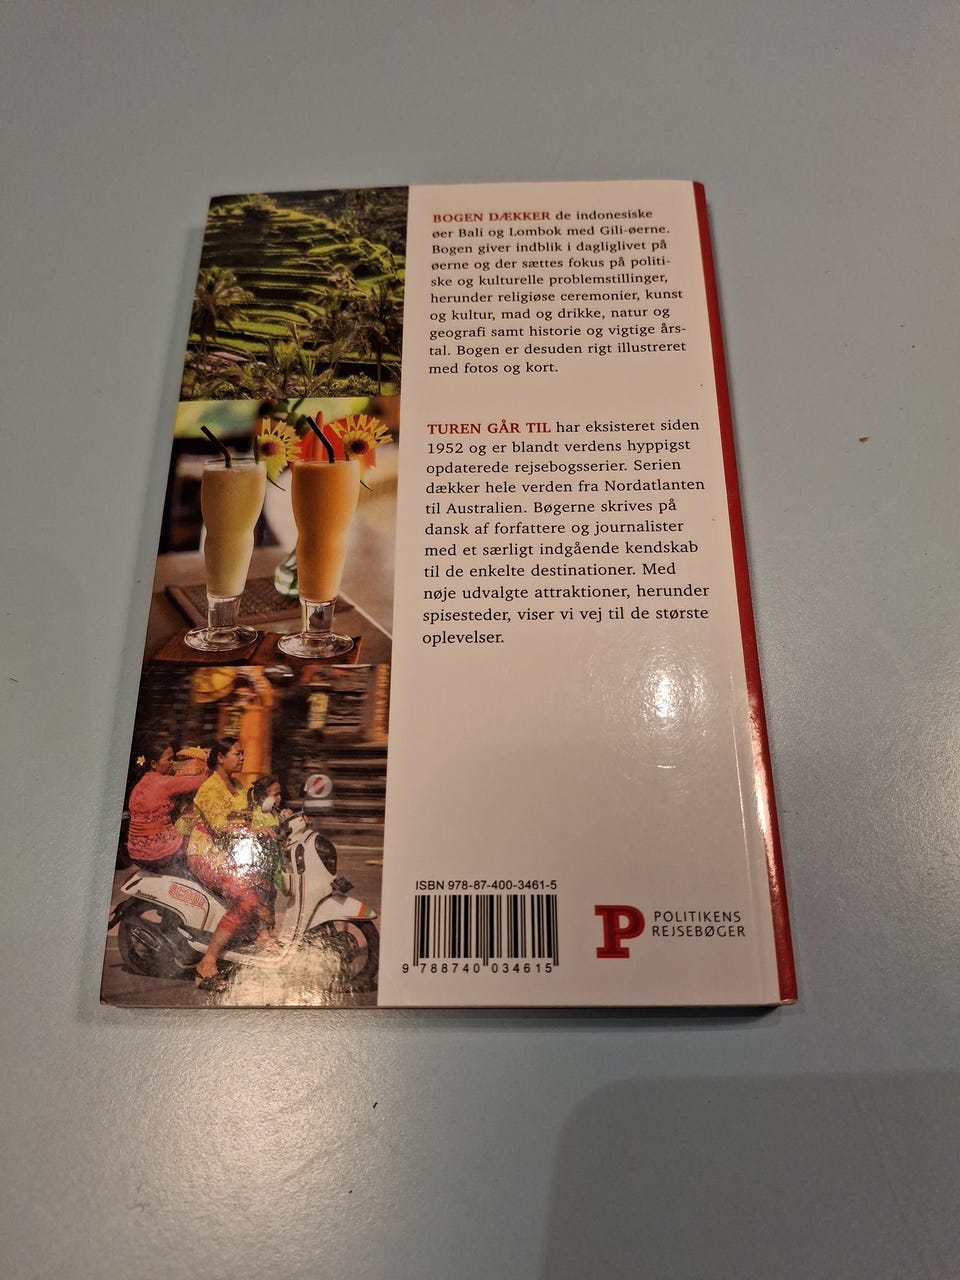 BOGEN DÆKKER de indonesiske
øer Bali og Lombok med Gili-øerne.
Bogen giver indblik i dagliglivet på
øerne og der sættes fokus på politi-
ske og kulturelle problemstillinger,
herunder religiøse ceremonier, kunst
og kultur, mad og drikke, natur og
geografi samt historie og vigtige års-
tal. Bogen er desuden rigt illustreret
med fotos og kort.
TUREN GÅR TIL har eksisteret siden
1952 og er blandt verdens hyppigst
opdaterede rejsebogsserier. Serien
dækker hele verden fra Nordatlanten
til Australien. Bøgerne skrives på
dansk af forfattere og journalister
med et særligt indgående kendskab
til de enkelte destinationer. Med
nøje udvalgte attraktioner, herunder
spisesteder, viser vi vej til de største
oplevelser.
ISBN 978-87-400-3461-5
9 788740 034615
P POLITIKENS
REJSEBØGER